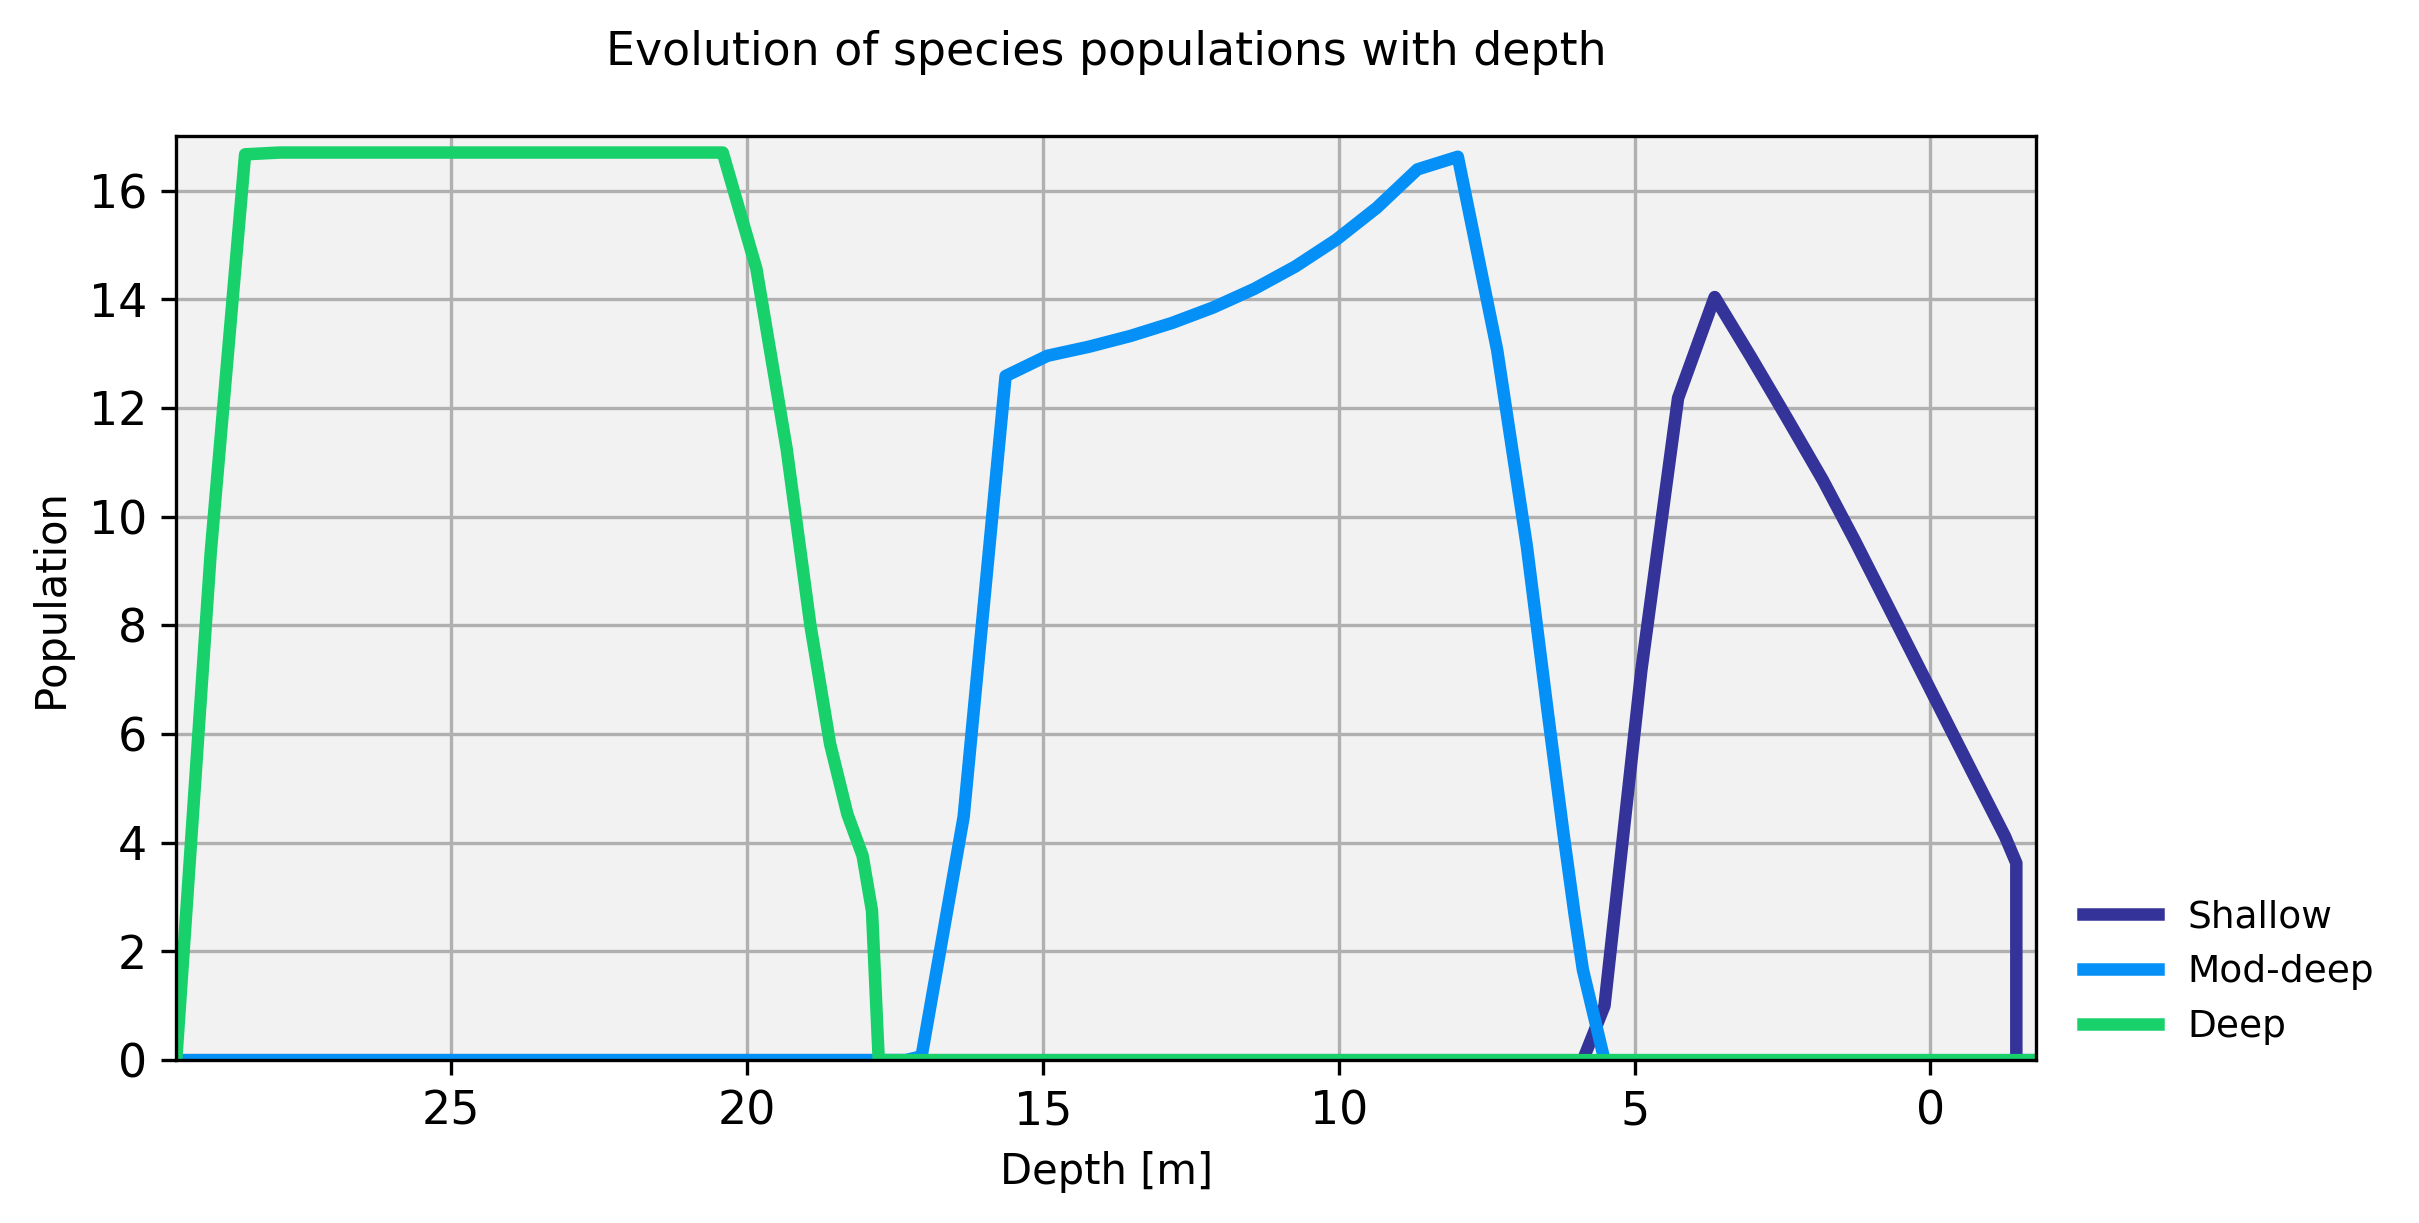 Evolution of species populations with depth
16
14
12
10
8
6
4
2
0
Population
25 20 15 10 5 0
Depth [m]
Shallow
Mod-deep
Deep